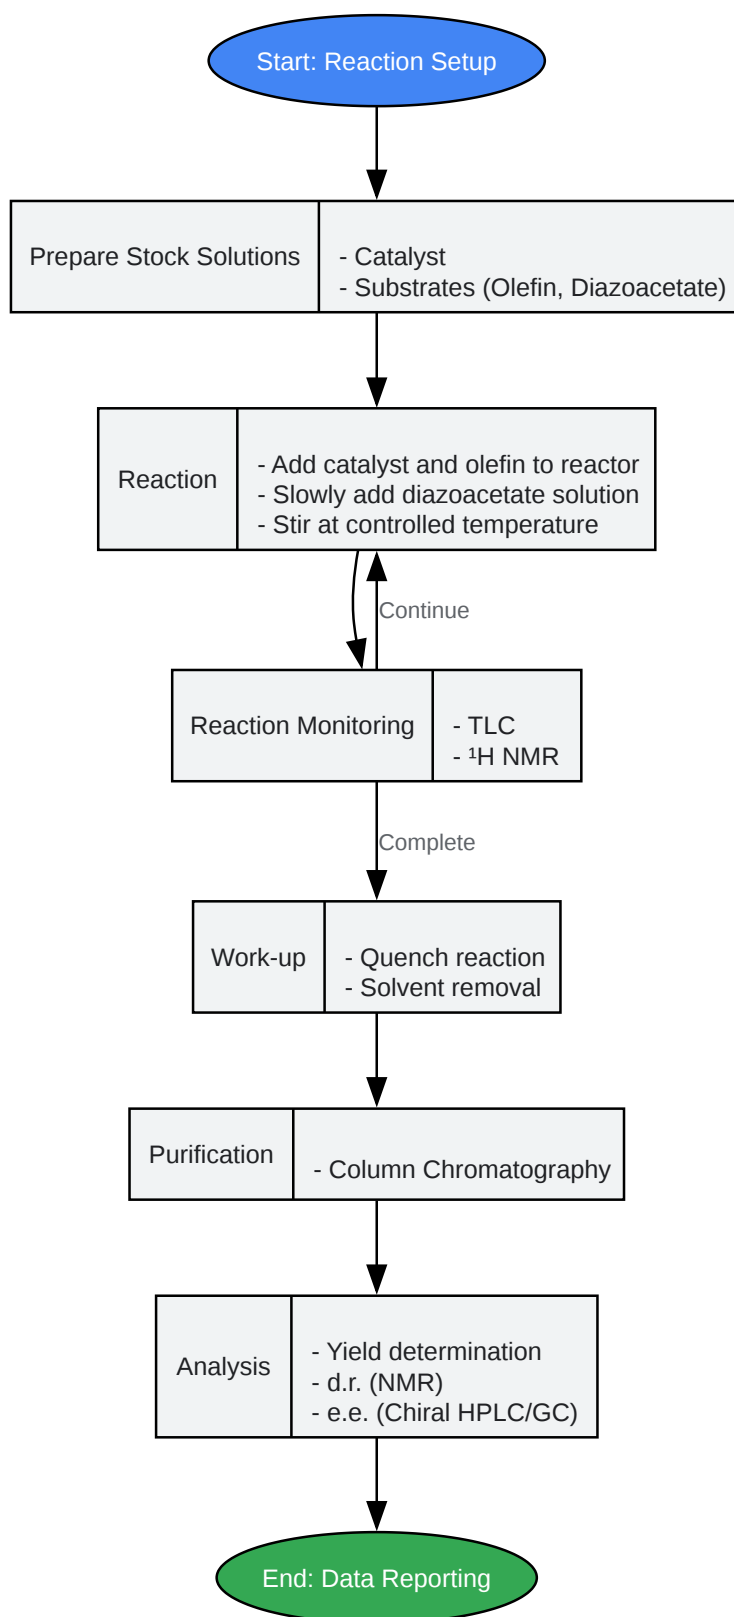 Start: Reaction Setup
Prepare Stock Solutions
- Catalyst
- Substrates (Olefin, Diazoacetate)
Reaction
- Add catalyst and olefin to reactor
- Slowly add diazoacetate solution
- Stir at controlled temperature
Continue
Reaction Monitoring
- TLC
- ¹H NMR
Complete
Work-up
- Quench reaction
- Solvent removal
Purification
- Column Chromatography
Analysis
- Yield determination
- d.r. (NMR)
- e.e. (Chiral HPLC/GC)
End: Data Reporting